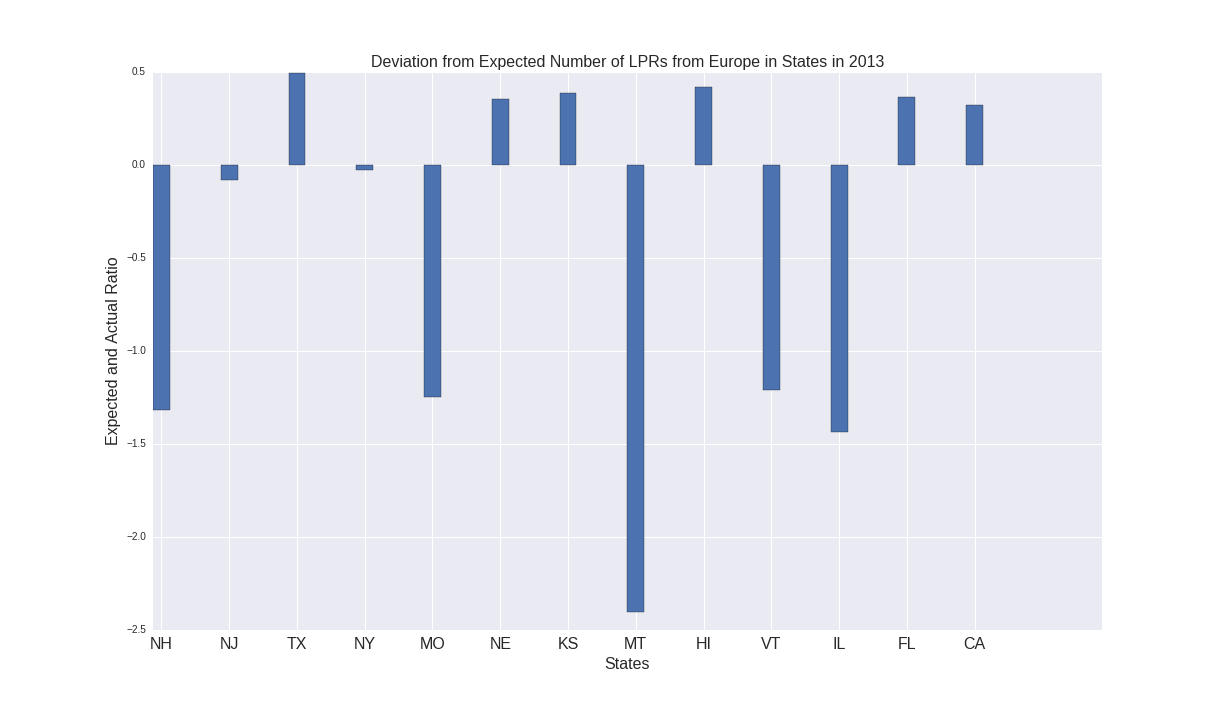 Deviation from Expected Number of LPRs from Europe in States in 2013
0.5
0.0
−0.5
−1.0
−1.5
−2.0
−2.5
Expected and Actual Ratio
NH NJ TX NY MO NE KS MT HI VT IL FL CA
States